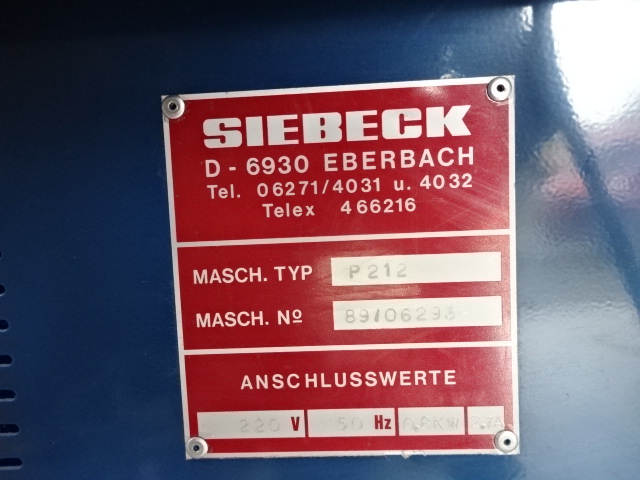 SIEBECK
D - 6930 EBERBACH
Tel. 06271/4031 u. 4032
Telex 466216
MASCH. TYP P 212
MASCH. Nº 89/06293
ANSCHLUSSWERTE
220 V 50 Hz